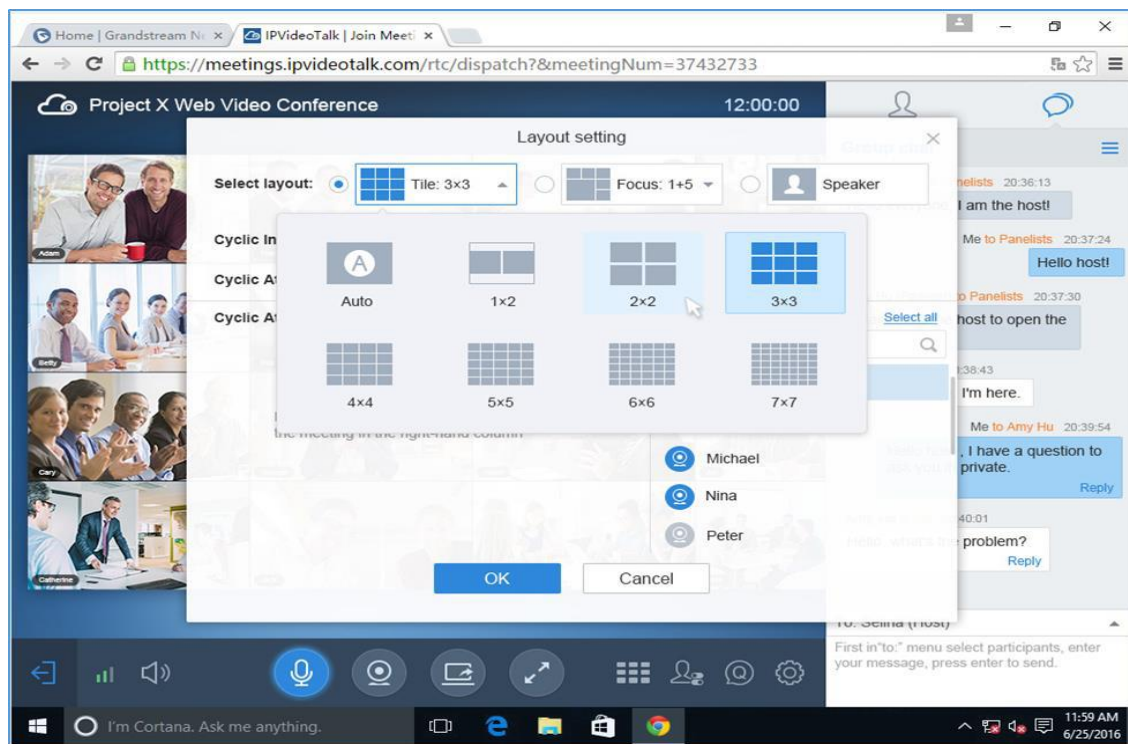 Home | Grandstream Ne
IPVideoTalk | Join Meeti
https://meetings.ipvideotalk.com/rtc/dispatch?&meetingNum=37432733
Project X Web Video Conference
12:00:00
Layout setting
Select layout:
Tile: 3×3
Focus: 1+5
Speaker
Cyclic In
Cyclic A
Cyclic A
Auto
1×2
2×2
3×3
4×4
5×5
6×6
7×7
the meeting in the right-hand column
Select all
Michael
Nina
Peter
OK
Cancel
Adam
Betty
Cary
Catherine
nelists 20:36:13
I am the host!
Me to Panelists 20:37:24
Hello host!
to Panelists 20:37:30
host to open the
:38:43
I'm here.
Me to Amy Hu 20:39:54
, I have a question to
private.
Reply
40:01
problem?
Reply
To: Selina (Host)
First in"to:" menu select participants, enter
your message, press enter to send.
I'm Cortana. Ask me anything.
11:59 AM
6/25/2016